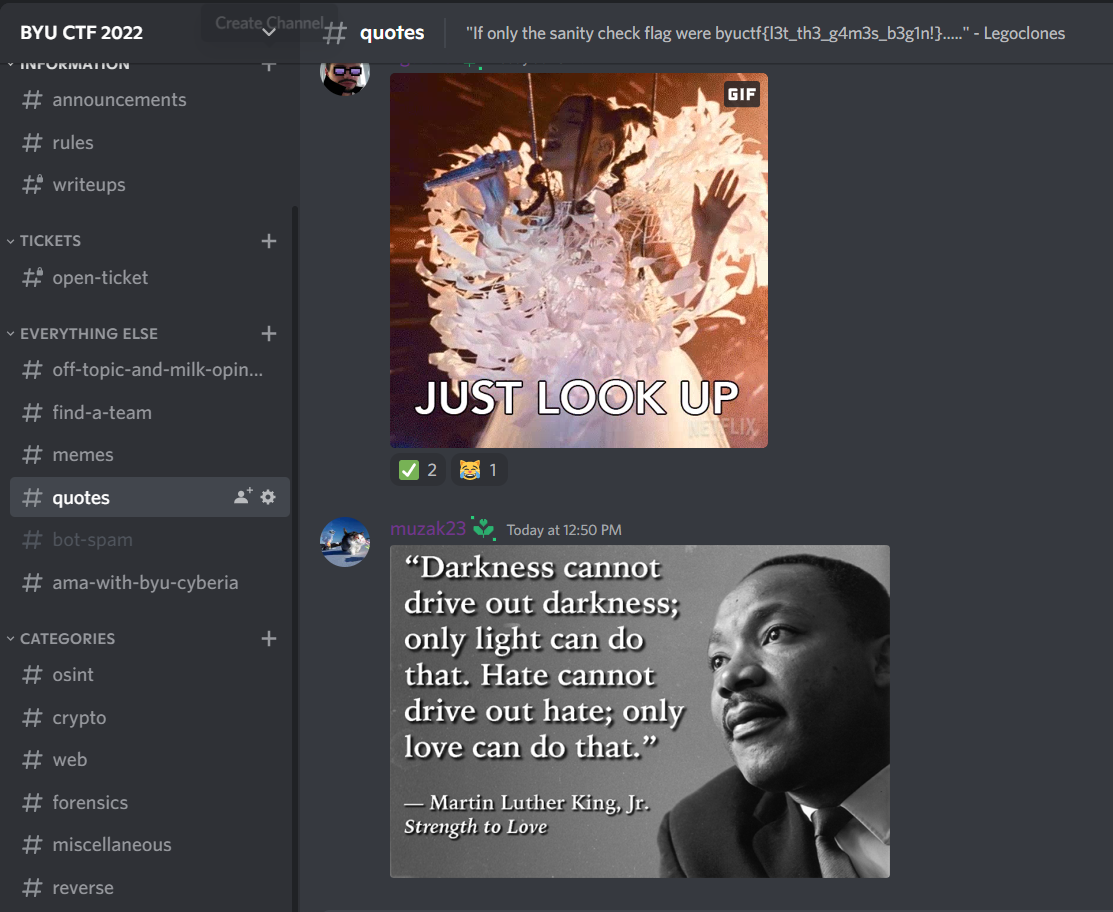 BYU CTF 2022
Create Channel
quotes
"If only the sanity check flag were byuctf{l3t_th3_g4m3s_b3g1n!}....." - Legoclones
INFORMATION
announcements
rules
writeups
TICKETS
open-ticket
EVERYTHING ELSE
off-topic-and-milk-opin...
find-a-team
memes
quotes
bot-spam
ama-with-byu-cyberia
CATEGORIES
osint
crypto
web
forensics
miscellaneous
reverse
GIF
JUST LOOK UP
NETFLIX
2
1
muzak23 Today at 12:50 PM
“Darkness cannot
drive out darkness;
only light can do
that. Hate cannot
drive out hate; only
love can do that.”
— Martin Luther King, Jr.
Strength to Love